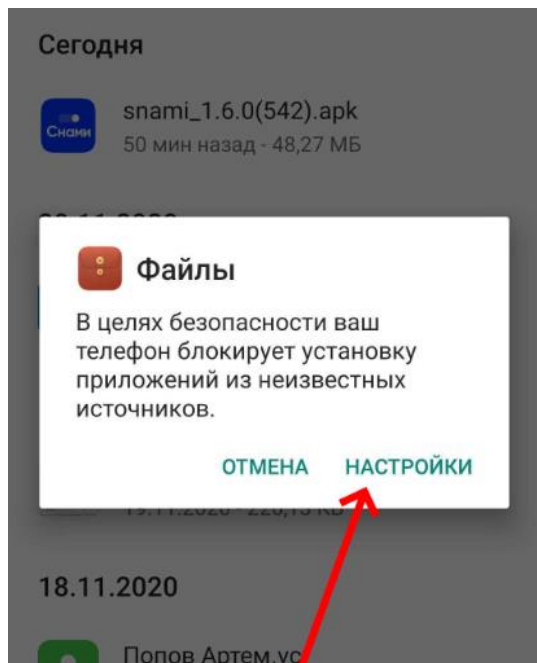 Сегодня
Снами
snami_1.6.0(542).apk
50 мин назад - 48,27 МБ
Файлы
В целях безопасности ваш
телефон блокирует установку
приложений из неизвестных
источников.
ОТМЕНА НАСТРОЙКИ
18.11.2020
Попов Артем.vc